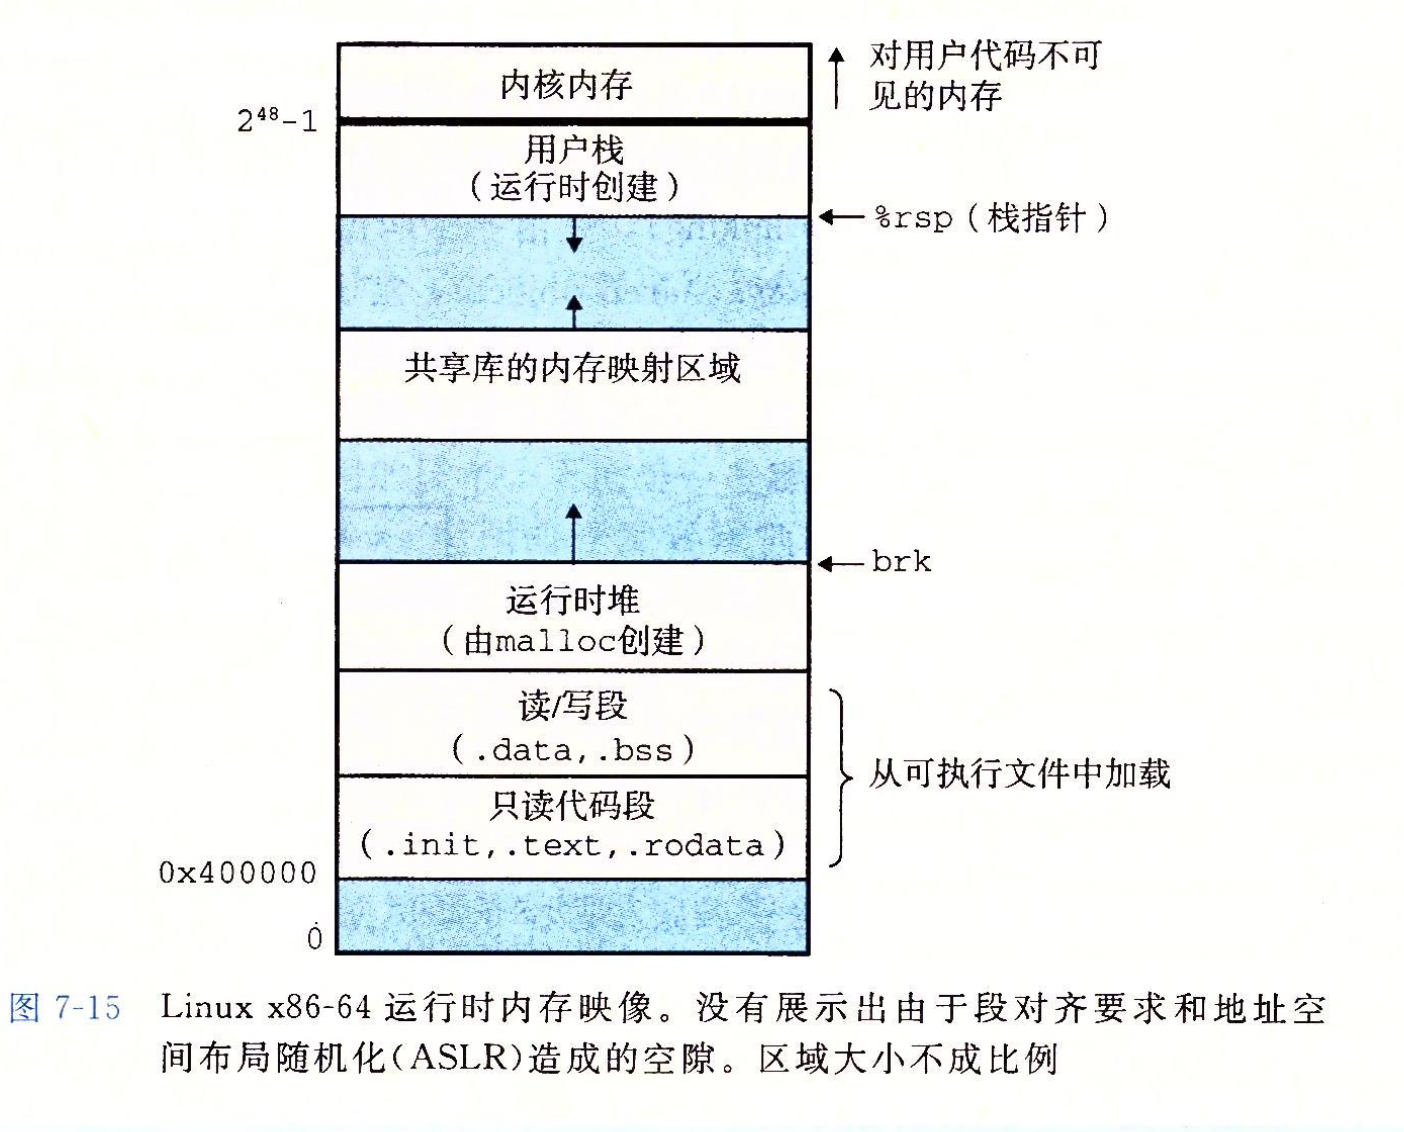 内核内存
对用户代码不可
见的内存
2⁴⁸-1
用户栈
(运行时创建)
%rsp(栈指针)
共享库的内存映射区域
brk
运行时堆
(由malloc创建)
读/写段
(.data,.bss)
从可执行文件中加载
只读代码段
(.init,.text,.rodata)
0x400000
0
图 7-15 Linux x86-64 运行时内存映像。没有展示出由于段对齐要求和地址空
间布局随机化(ASLR)造成的空隙。区域大小不成比例